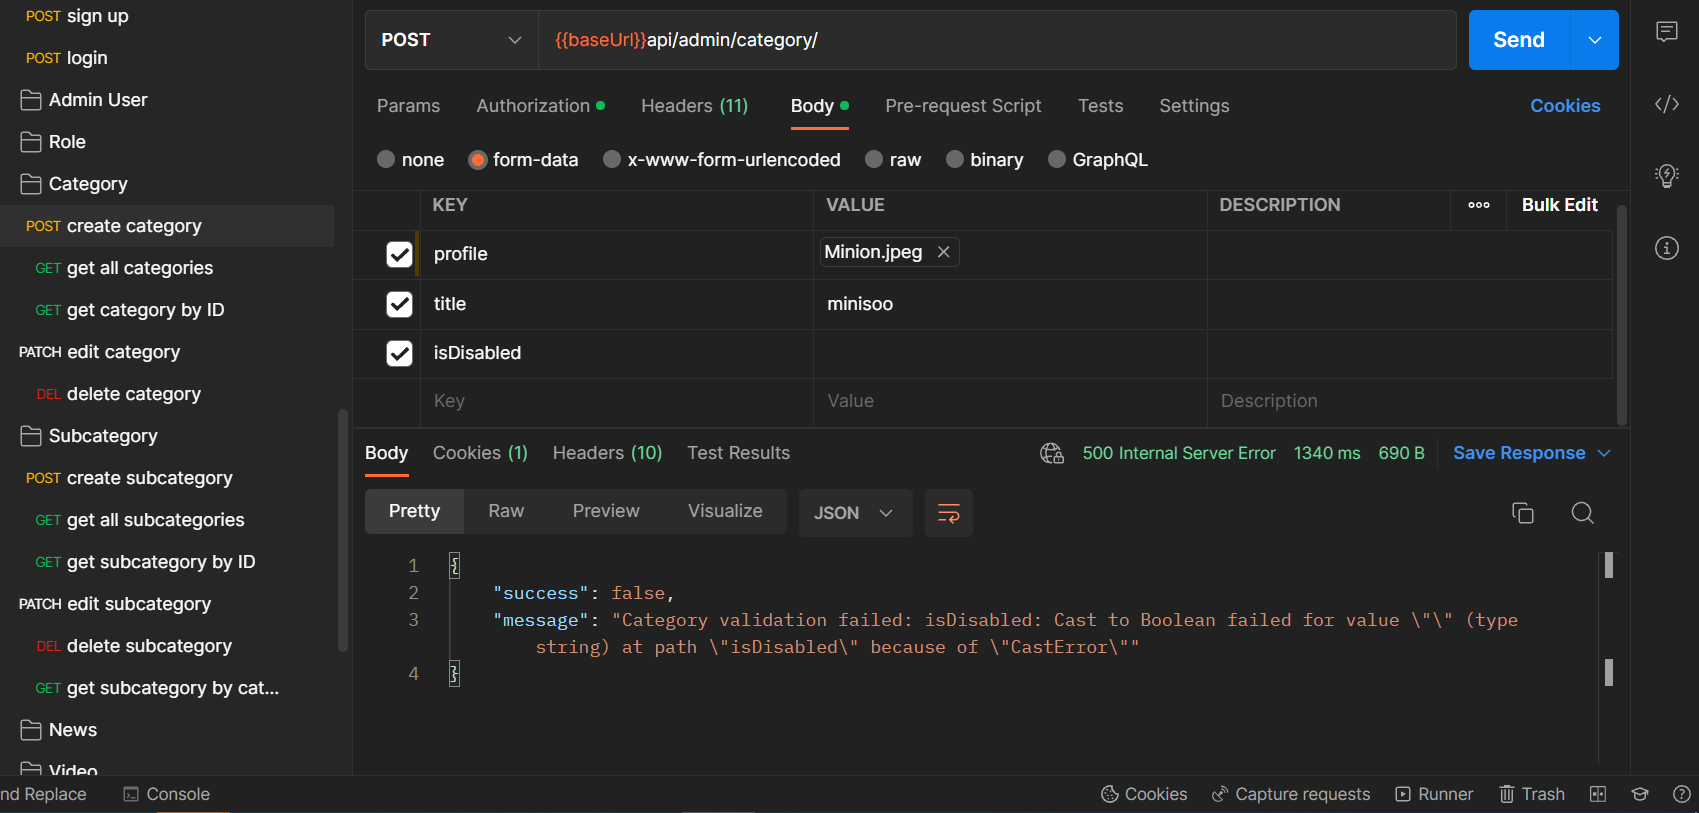 POST sign up
POST login
Admin User
Role
Category
POST create category
GET get all categories
GET get category by ID
PATCH edit category
DEL delete category
Subcategory
POST create subcategory
GET get all subcategories
GET get subcategory by ID
PATCH edit subcategory
DEL delete subcategory
GET get subcategory by cat...
News
Video
POST {{baseUrl}}api/admin/category/ Send
Params Authorization Headers (11) Body Pre-request Script Tests Settings Cookies
none form-data x-www-form-urlencoded raw binary GraphQL
KEY VALUE DESCRIPTION Bulk Edit
profile Minion.jpeg
title minisoo
isDisabled
Key Value Description
Body Cookies (1) Headers (10) Test Results 500 Internal Server Error 1340 ms 690 B Save Response
Pretty Raw Preview Visualize JSON
1 {
2 "success": false,
3 "message": "Category validation failed: isDisabled: Cast to Boolean failed for value \"\" (type
string) at path \"isDisabled\" because of \"CastError\""
4 }
nd Replace Console Cookies Capture requests Runner Trash